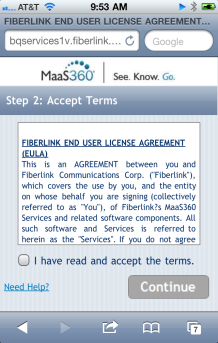 AT&T 9:53 AM
FIBERLINK END USER LICENSE AGREEMENT...
bqservices1v.fiberlink.... Google
MaaS360 See. Know. Go.
Step 2: Accept Terms
FIBERLINK END USER LICENSE AGREEMENT
(EULA)
This is an AGREEMENT between you and
Fiberlink Communications Corp. ("Fiberlink"),
which covers the use by you, and the entity
on whose behalf you are signing (collectively
referred to as "You"), of Fiberlink?s MaaS360
Services and related software components. All
such software and Services is referred to
herein as the "Services". If you do not agree
I have read and accept the terms.
Need Help? Continue
7